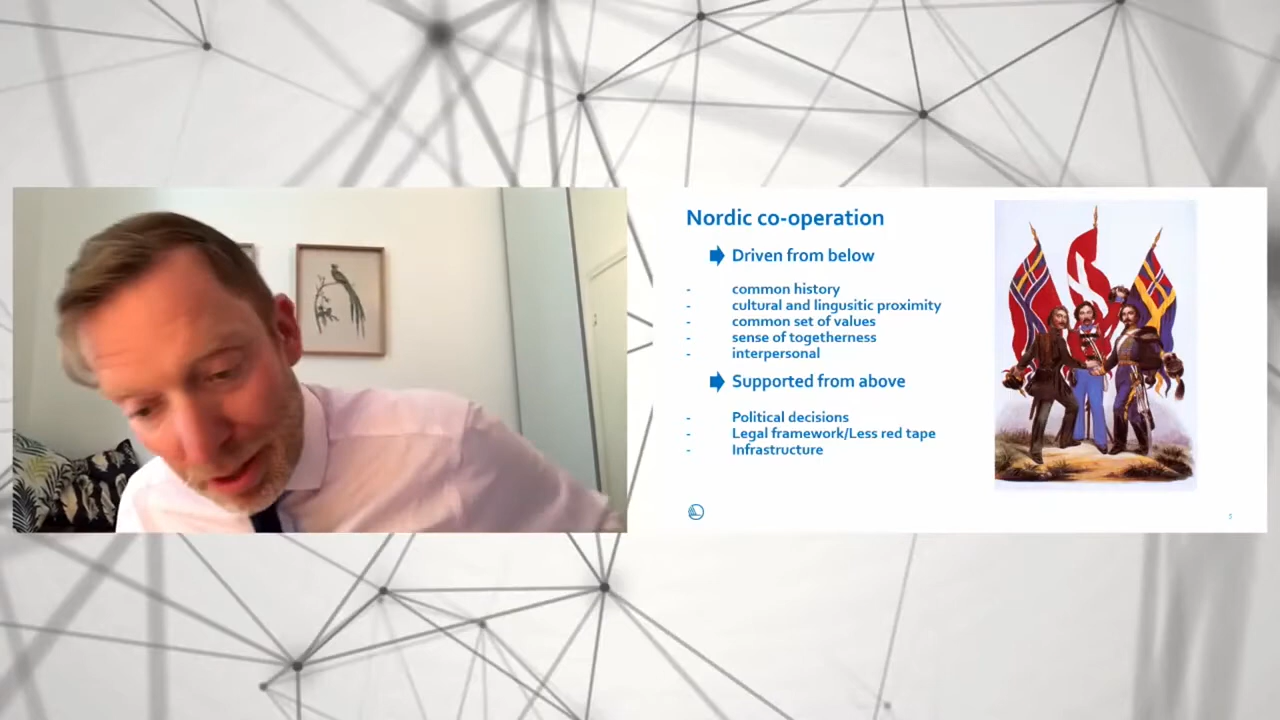 Nordic co-operation
Driven from below
- common history
- cultural and lingusitic proximity
- common set of values
- sense of togetherness
- interpersonal
Supported from above
- Political decisions
- Legal framework/Less red tape
- Infrastructure
5